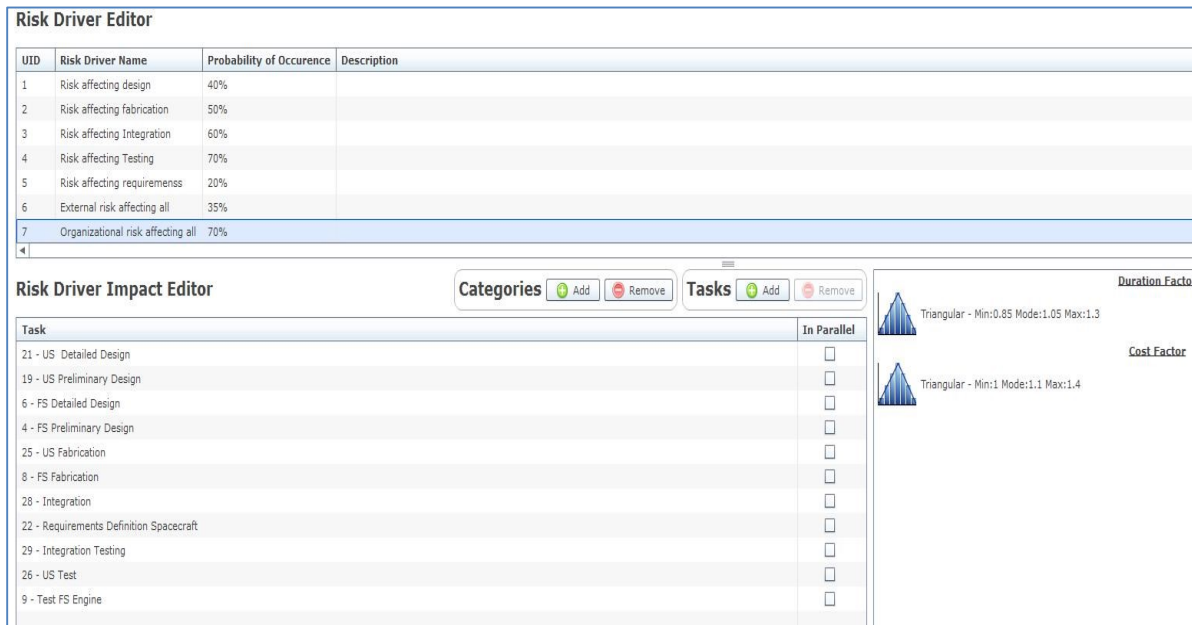 Risk Driver Editor
UID Risk Driver Name Probability of Occurence Description
1 Risk affecting design 40%
2 Risk affecting fabrication 50%
3 Risk affecting Integration 60%
4 Risk affecting Testing 70%
5 Risk affecting requiremenss 20%
6 External risk affecting all 35%
7 Organizational risk affecting all 70%
Risk Driver Impact Editor
Categories Add Remove Tasks Add Remove
Task In Parallel
21 - US Detailed Design
19 - US Preliminary Design
6 - FS Detailed Design
4 - FS Preliminary Design
25 - US Fabrication
8 - FS Fabrication
28 - Integration
22 - Requirements Definition Spacecraft
29 - Integration Testing
26 - US Test
9 - Test FS Engine
Duration Facto
Triangular - Min:0.85 Mode:1.05 Max:1.3
Cost Factor
Triangular - Min:1 Mode:1.1 Max:1.4